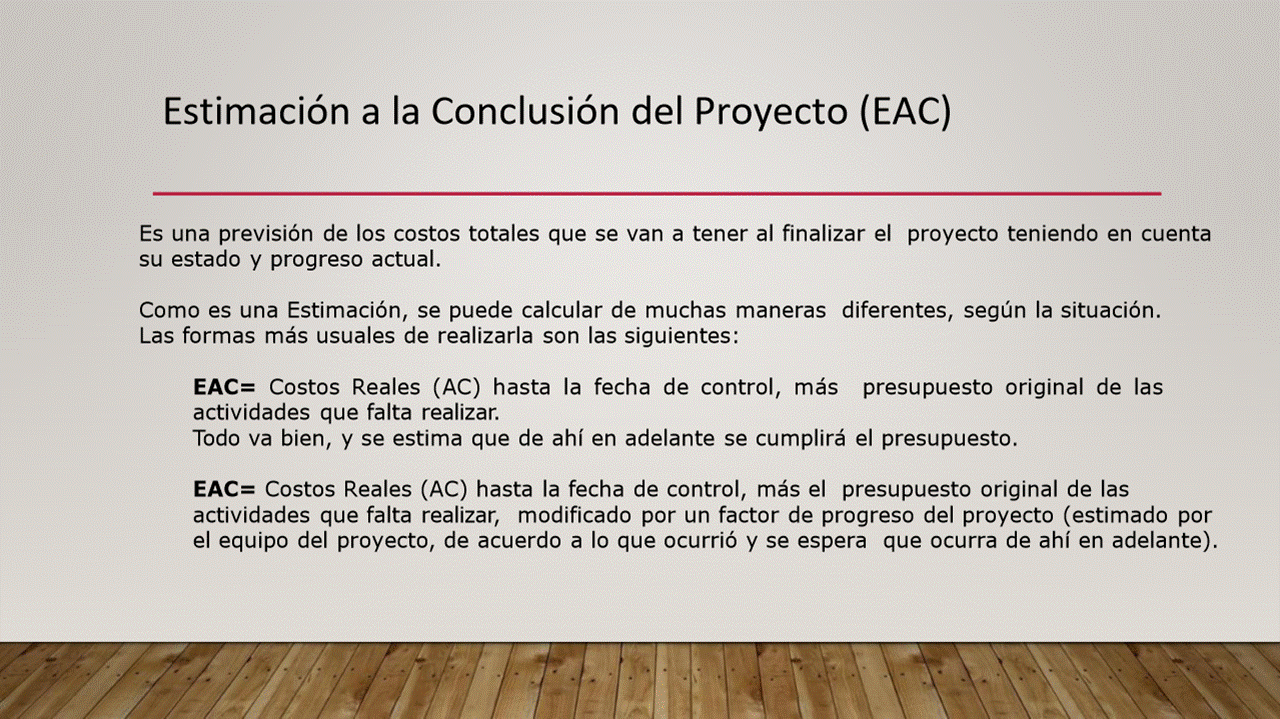 Estimación a la Conclusión del Proyecto (EAC)
Es una previsión de los costos totales que se van a tener al finalizar el proyecto teniendo en cuenta
su estado y progreso actual.
Como es una Estimación, se puede calcular de muchas maneras diferentes, según la situación.
Las formas más usuales de realizarla son las siguientes:
EAC= Costos Reales (AC) hasta la fecha de control, más presupuesto original de las
actividades que falta realizar.
Todo va bien, y se estima que de ahí en adelante se cumplirá el presupuesto.
EAC= Costos Reales (AC) hasta la fecha de control, más el presupuesto original de las
actividades que falta realizar, modificado por un factor de progreso del proyecto (estimado por
el equipo del proyecto, de acuerdo a lo que ocurrió y se espera que ocurra de ahí en adelante).